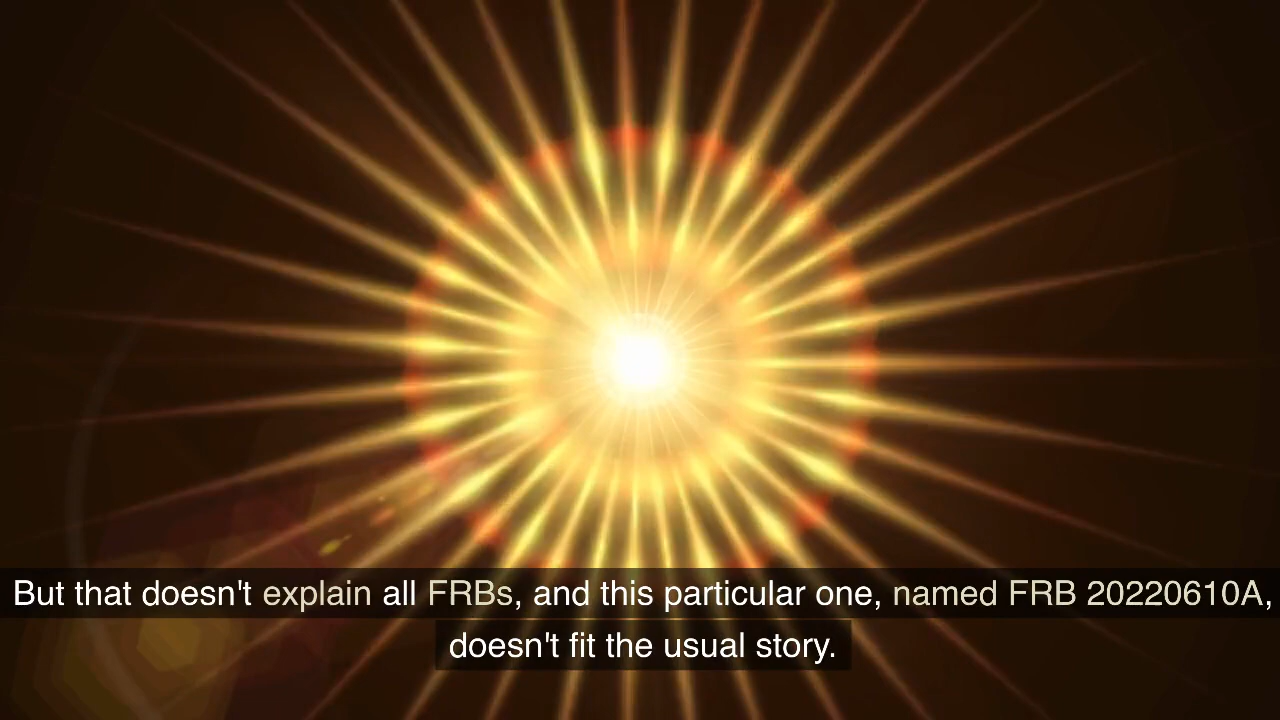 But that doesn't explain all FRBs, and this particular one, named FRB 20220610A,
doesn't fit the usual story.